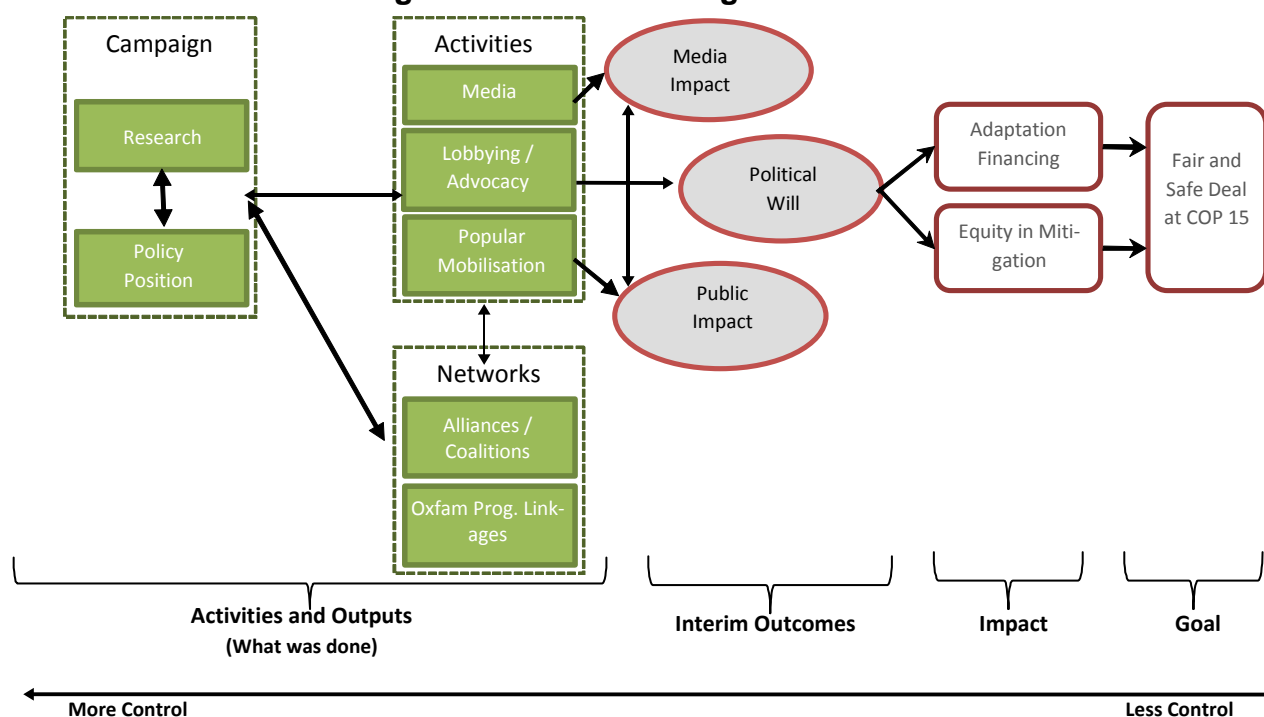 Campaign
Research
Policy
Position
Activities
Media
Lobbying /
Advocacy
Popular
Mobilisation
Networks
Alliances /
Coalitions
Oxfam Prog. Link-
ages
Media
Impact
Political
Will
Public
Impact
Adaptation
Financing
Equity in Miti-
gation
Fair and
Safe Deal
at COP 15
Activities and Outputs
(What was done)
Interim Outcomes
Impact
Goal
More Control
Less Control